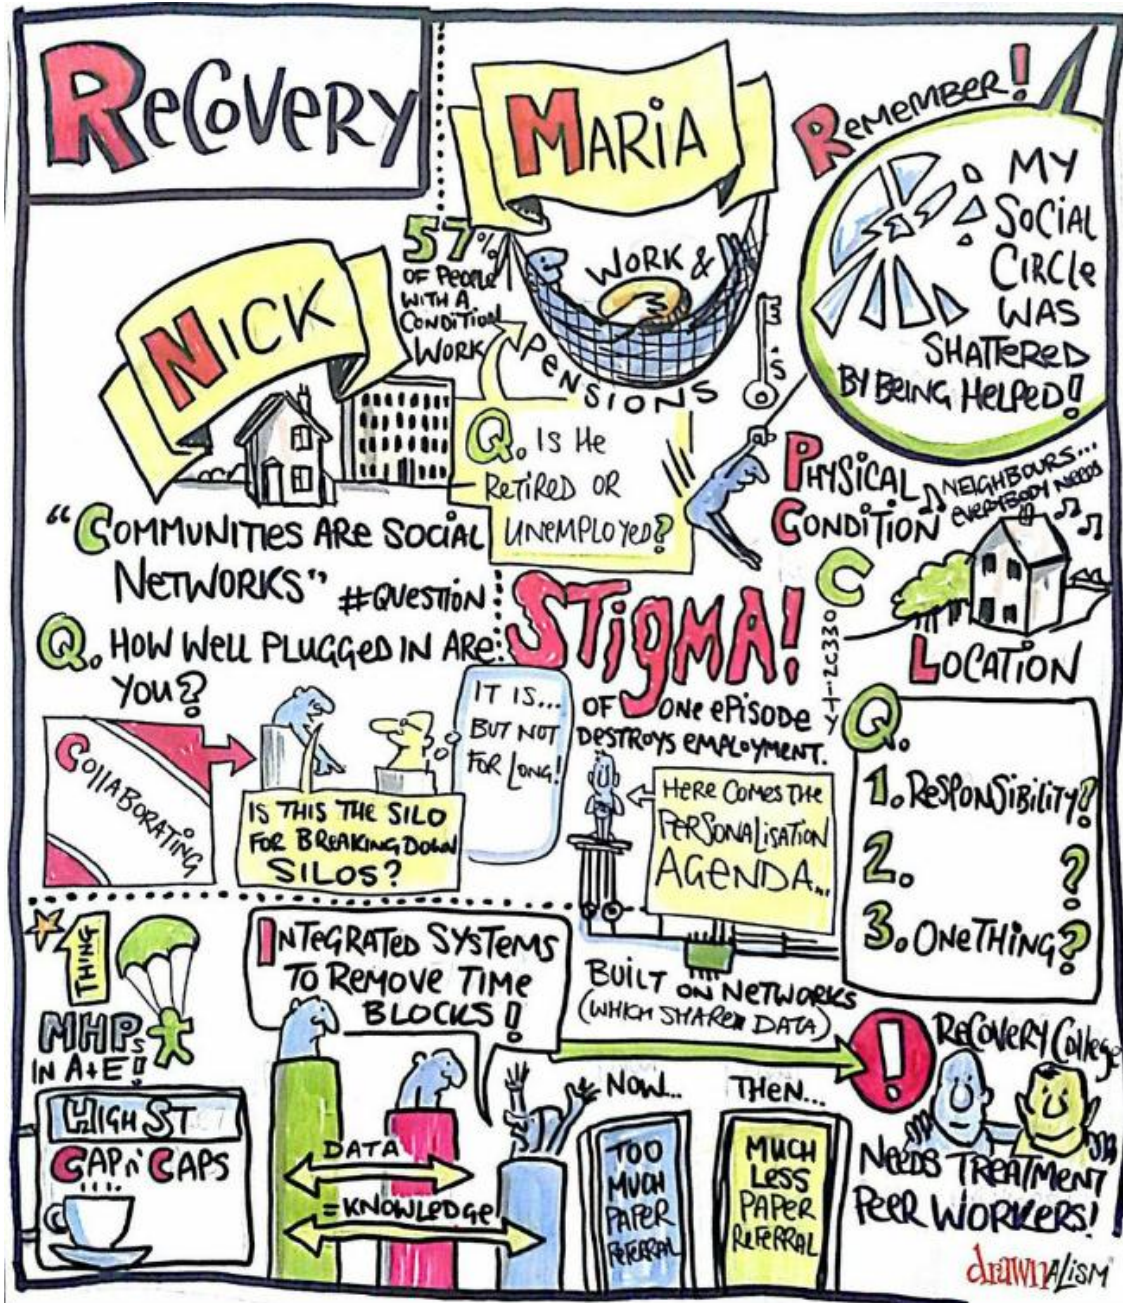 RECOVERY
MARIA
REMEMBER!
MY
SOCIAL
CIRCLE
WAS
SHATTERED
BY BEING HELPED!
57%
OF PEOPLE
WITH A
CONDITION
WORK
WORK &
PENSIONS
NICK
Q. IS HE
RETIRED OR
UNEMPLOYED?
"COMMUNITIES ARE SOCIAL
NETWORKS"
#QUESTION
Q. HOW WELL PLUGGED IN ARE
YOU?
PHYSICAL
CONDITION
NEIGHBOURS...
EVERYBODY NEEDS
LOCATION
STIGMA!
OF ONE EPISODE
DESTROYS EMPLOYMENT.
COLLABORATING
IS THIS THE SILO
FOR BREAKING DOWN
SILOS?
IT IS...
BUT NOT
FOR LONG!
HERE COMES THE
PERSONALISATION
AGENDA...
BUILT ON NETWORKS
(WHICH SHARE DATA)
Q.
1. RESPONSIBILITY?
2. ?
3. ONE THING?
THING
MHPs
IN A+E!
HIGH ST
GAP n' CAPS
INTEGRATED SYSTEMS
TO REMOVE TIME
BLOCKS!
DATA
=KNOWLEDGE
NOW...
TOO
MUCH
PAPER
REFERRAL
THEN...
MUCH
LESS
PAPER
REFERRAL
!
RECOVERY COLLEGE
NEEDS TREATMENT
PEER WORKERS!
drawnALISM